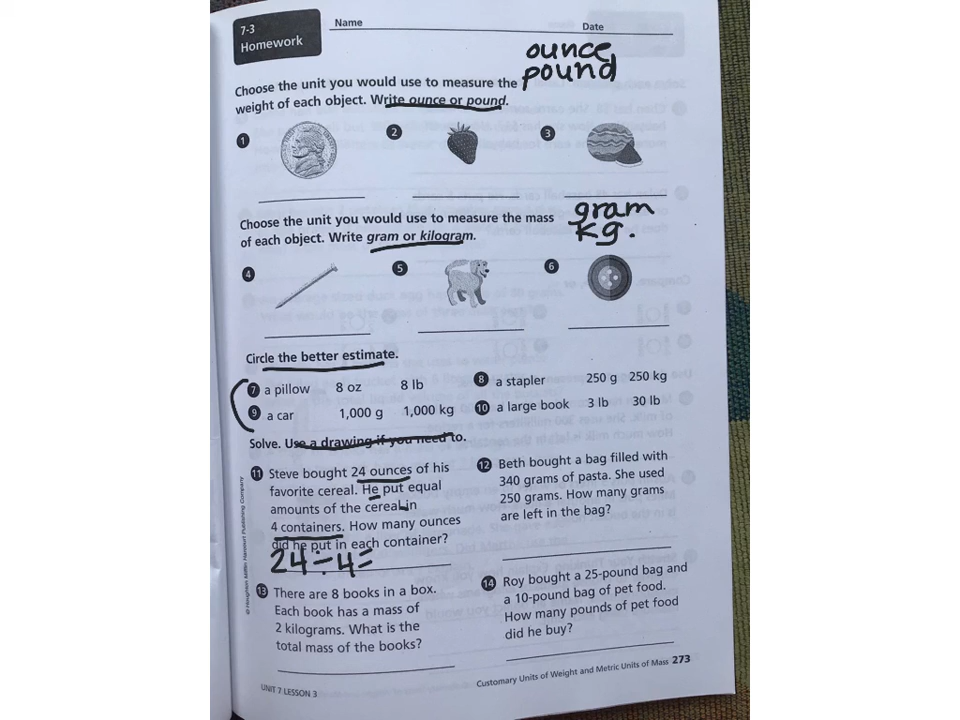 7-3
Homework
Name
Date
ounce
pound
Choose the unit you would use to measure the
weight of each object. Write ounce or pound.
1
2
3
gram
kg.
Choose the unit you would use to measure the mass
of each object. Write gram or kilogram.
4
5
6
Circle the better estimate.
7 a pillow 8 oz 8 lb
8 a stapler 250 g 250 kg
9 a car 1,000 g 1,000 kg
10 a large book 3 lb 30 lb
Solve. Use a drawing if you need to.
11 Steve bought 24 ounces of his
favorite cereal. He put equal
amounts of the cereal in
4 containers. How many ounces
did he put in each container?
24÷4=
12 Beth bought a bag filled with
340 grams of pasta. She used
250 grams. How many grams
are left in the bag?
13 There are 8 books in a box.
Each book has a mass of
2 kilograms. What is the
total mass of the books?
14 Roy bought a 25-pound bag and
a 10-pound bag of pet food.
How many pounds of pet food
did he buy?
© Houghton Mifflin Harcourt Publishing Company
UNIT 7 LESSON 3
Customary Units of Weight and Metric Units of Mass 273